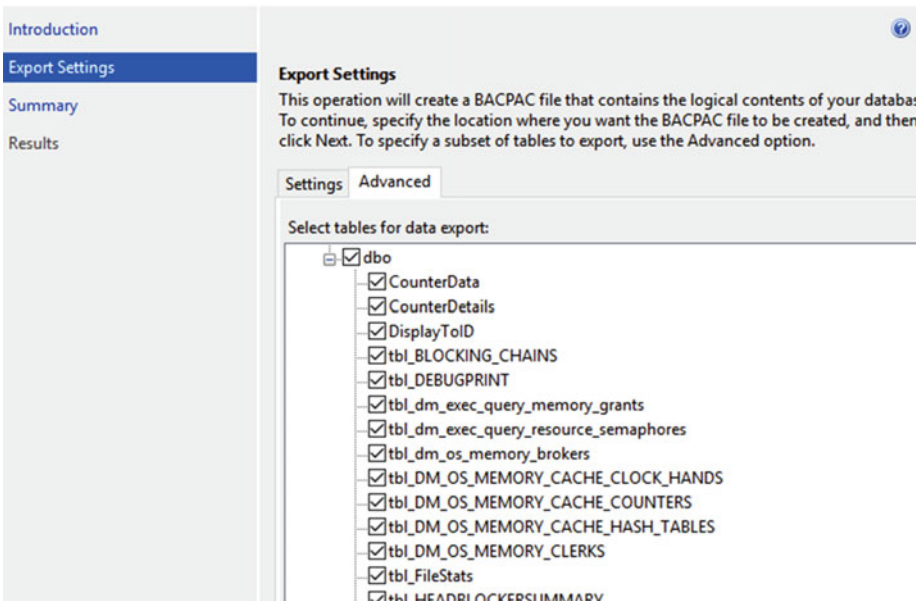 Introduction
Export Settings
Summary
Results
Export Settings
This operation will create a BACPAC file that contains the logical contents of your databas
To continue, specify the location where you want the BACPAC file to be created, and then
click Next. To specify a subset of tables to export, use the Advanced option.
Settings Advanced
Select tables for data export:
dbo
CounterData
CounterDetails
DisplayToID
tbl_BLOCKING_CHAINS
tbl_DEBUGPRINT
tbl_dm_exec_query_memory_grants
tbl_dm_exec_query_resource_semaphores
tbl_dm_os_memory_brokers
tbl_DM_OS_MEMORY_CACHE_CLOCK_HANDS
tbl_DM_OS_MEMORY_CACHE_COUNTERS
tbl_DM_OS_MEMORY_CACHE_HASH_TABLES
tbl_DM_OS_MEMORY_CLERKS
tbl_FileStats
tbl_HEADBLOCKERSUMMARY